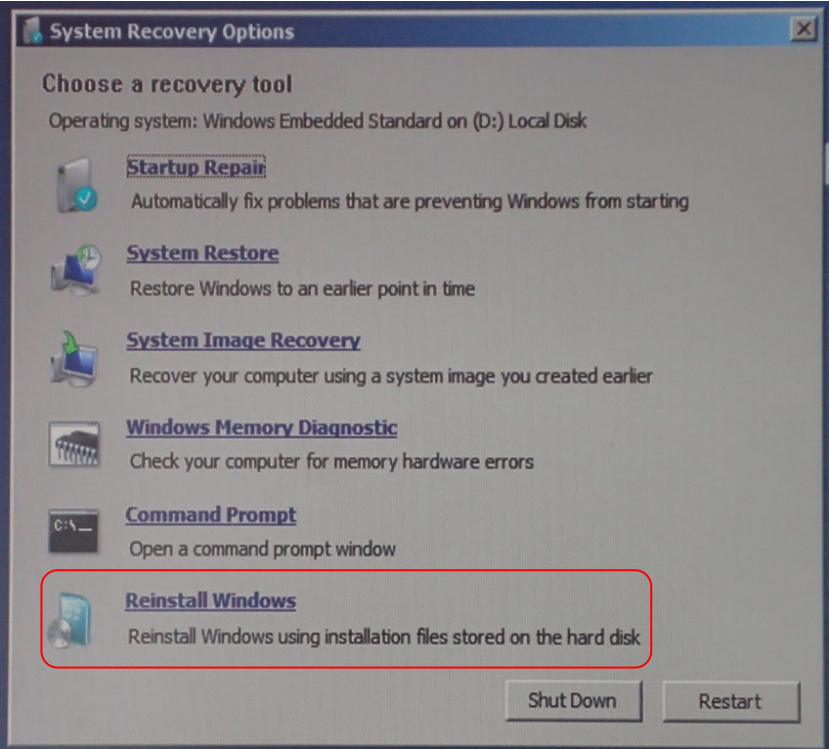 System Recovery Options
Choose a recovery tool
Operating system: Windows Embedded Standard on (D:) Local Disk
Startup Repair
Automatically fix problems that are preventing Windows from starting
System Restore
Restore Windows to an earlier point in time
System Image Recovery
Recover your computer using a system image you created earlier
Windows Memory Diagnostic
Check your computer for memory hardware errors
C:\_
Command Prompt
Open a command prompt window
Reinstall Windows
Reinstall Windows using installation files stored on the hard disk
Shut Down
Restart